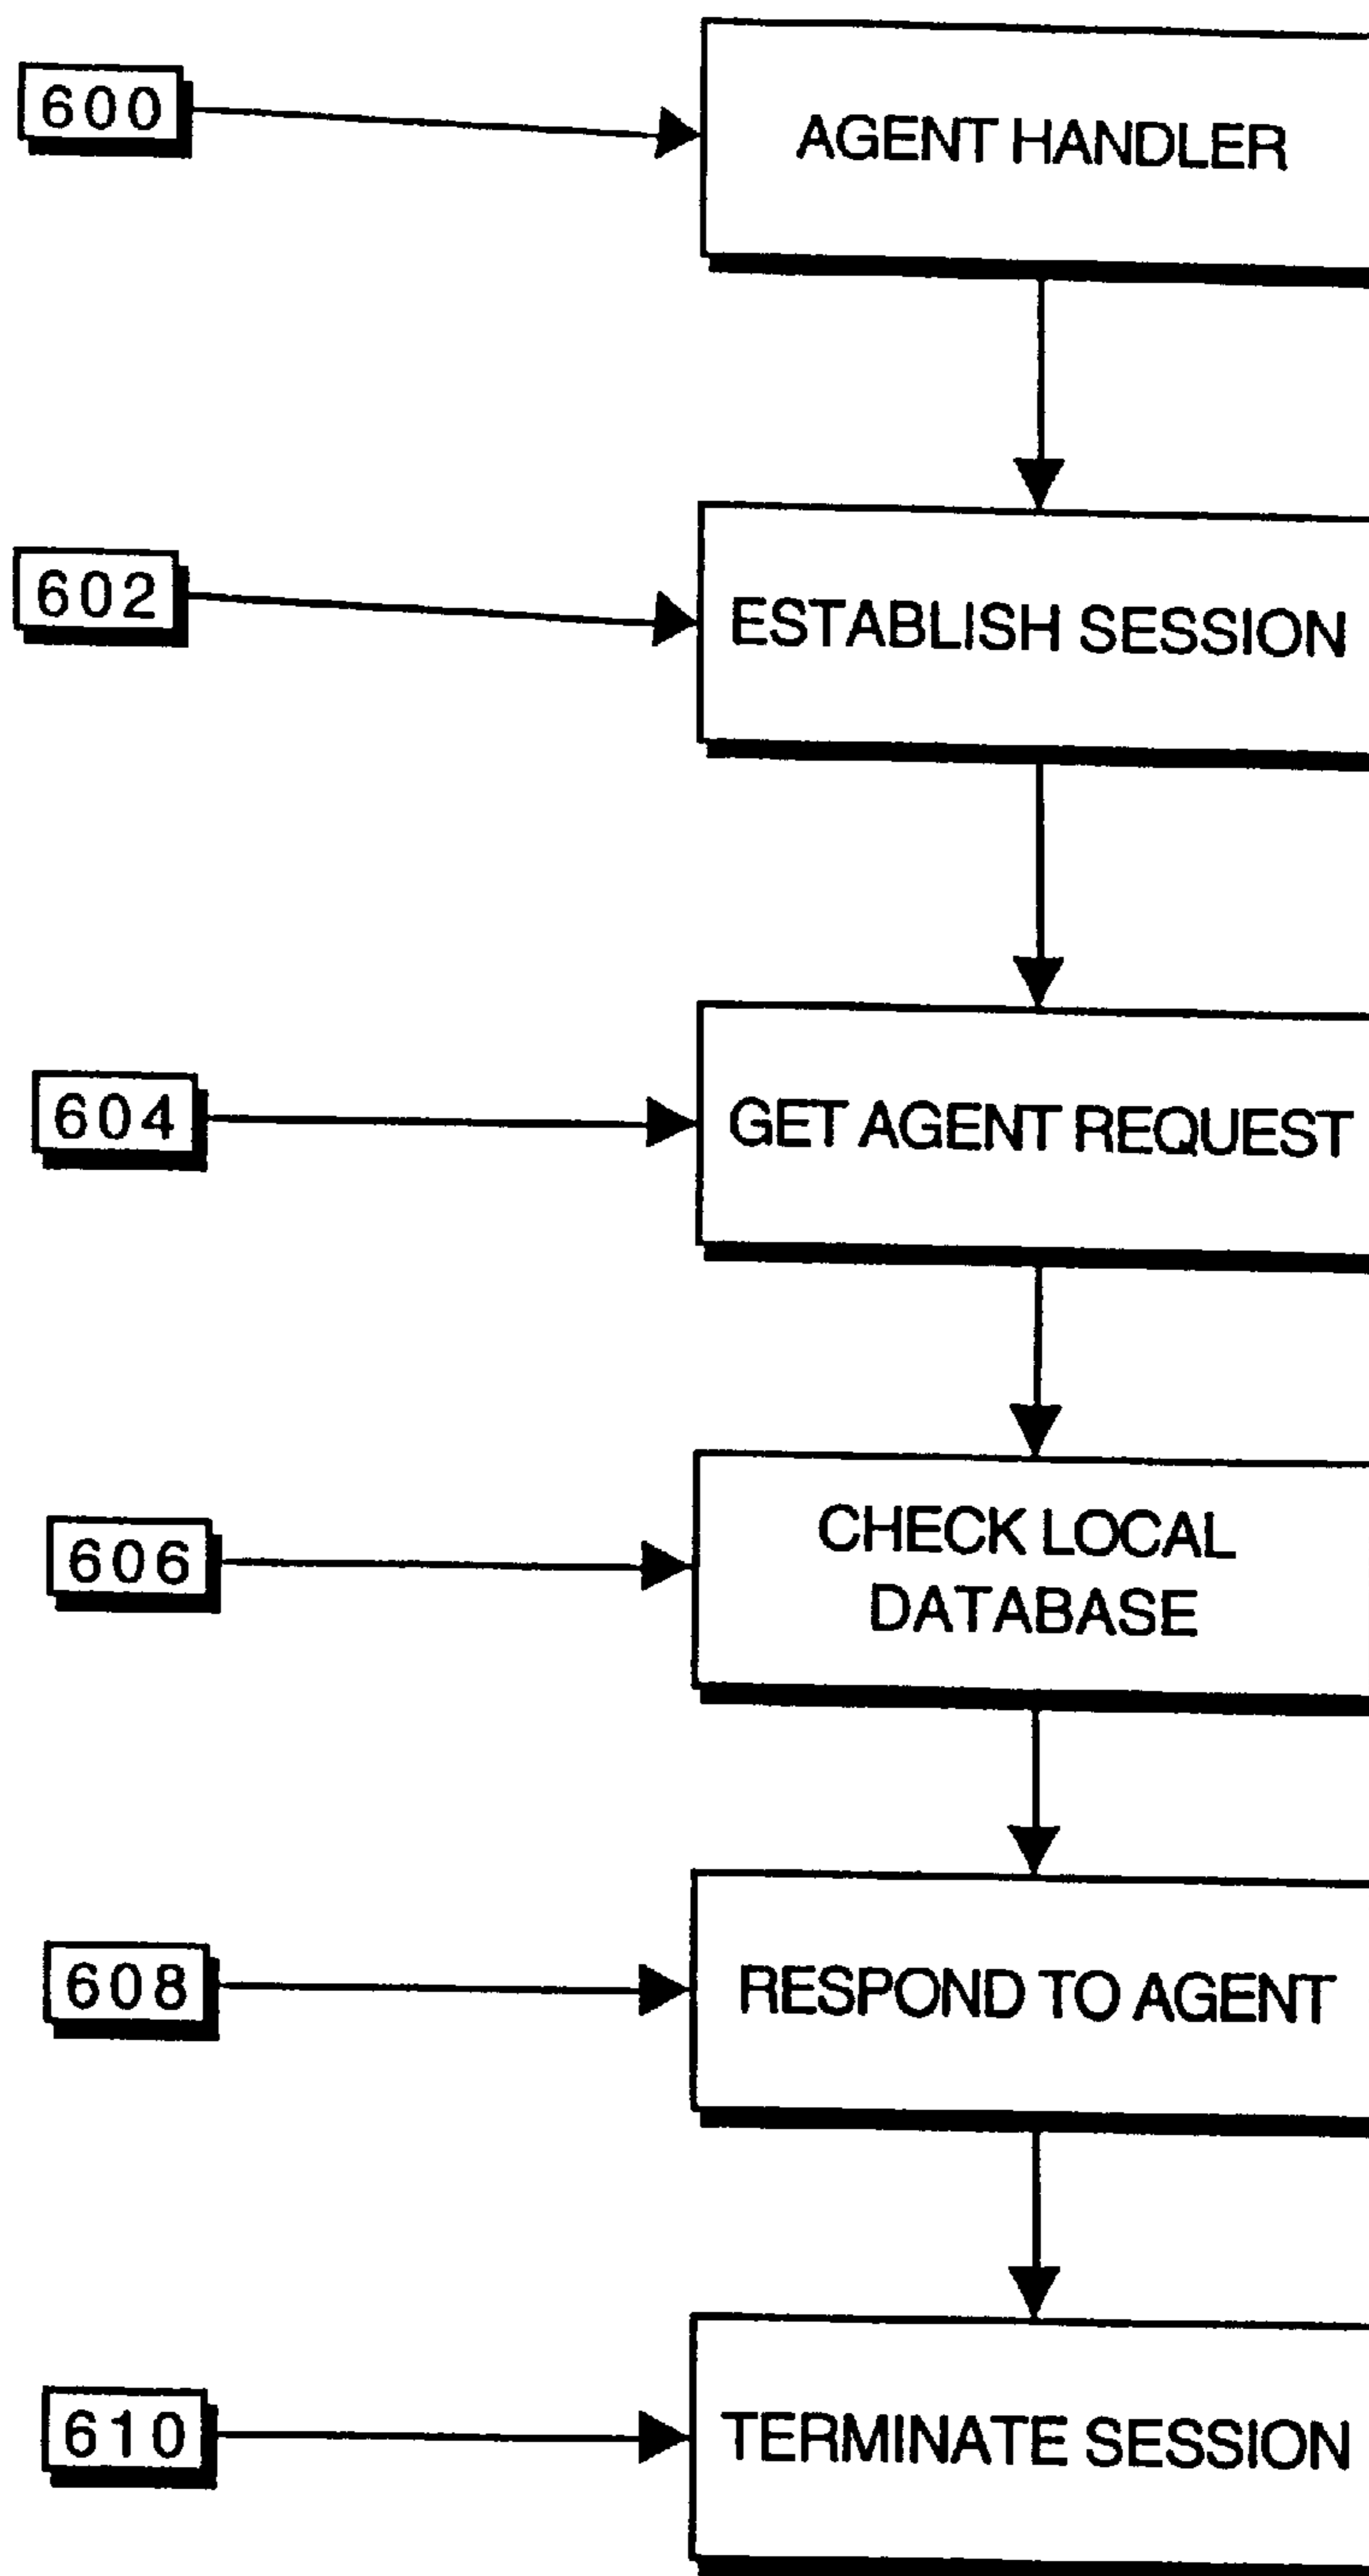 600
AGENT HANDLER
602
ESTABLISH SESSION
604
GET AGENT REQUEST
606
CHECK LOCAL
DATABASE
608
RESPOND TO AGENT
610
TERMINATE SESSION